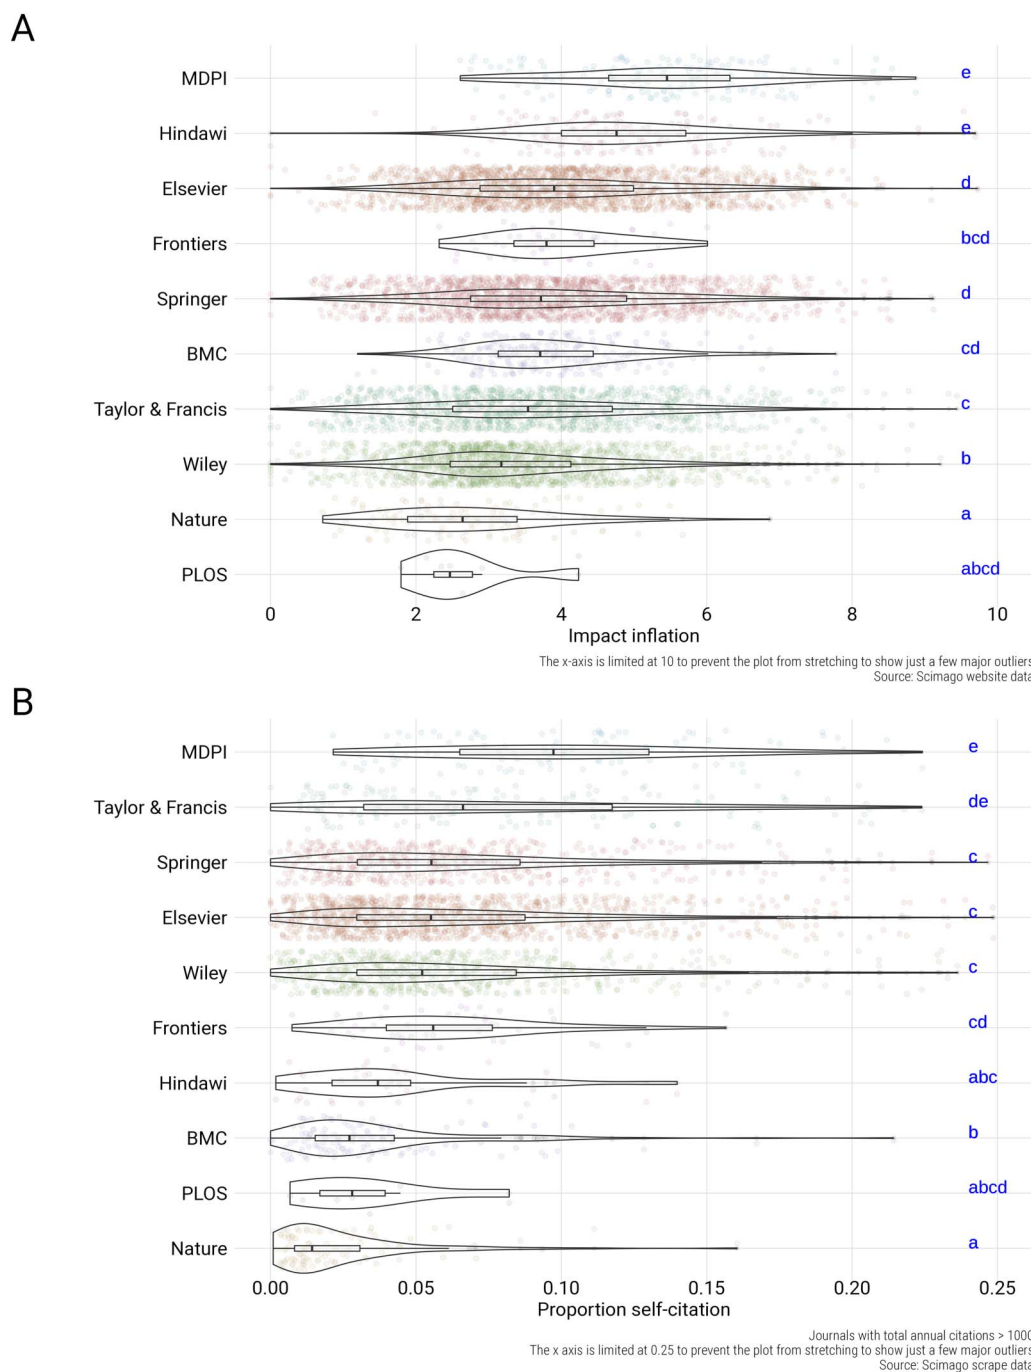 A
MDPI
e
Hindawi
e
Elsevier
d
Frontiers
bcd
Springer
d
BMC
cd
Taylor & Francis
c
Wiley
b
Nature
a
PLOS
abcd
0 2 4 6 8 10
Impact inflation
The x-axis is limited at 10 to prevent the plot from stretching to show just a few major outliers
Source: Scimago website data
B
MDPI
e
Taylor & Francis
de
Springer
c
Elsevier
c
Wiley
c
Frontiers
cd
Hindawi
abc
BMC
b
PLOS
abcd
Nature
a
0.00 0.05 0.10 0.15 0.20 0.25
Proportion self-citation
Journals with total annual citations > 1000
The x axis is limited at 0.25 to prevent the plot from stretching to show just a few major outliers
Source: Scimago scrape data